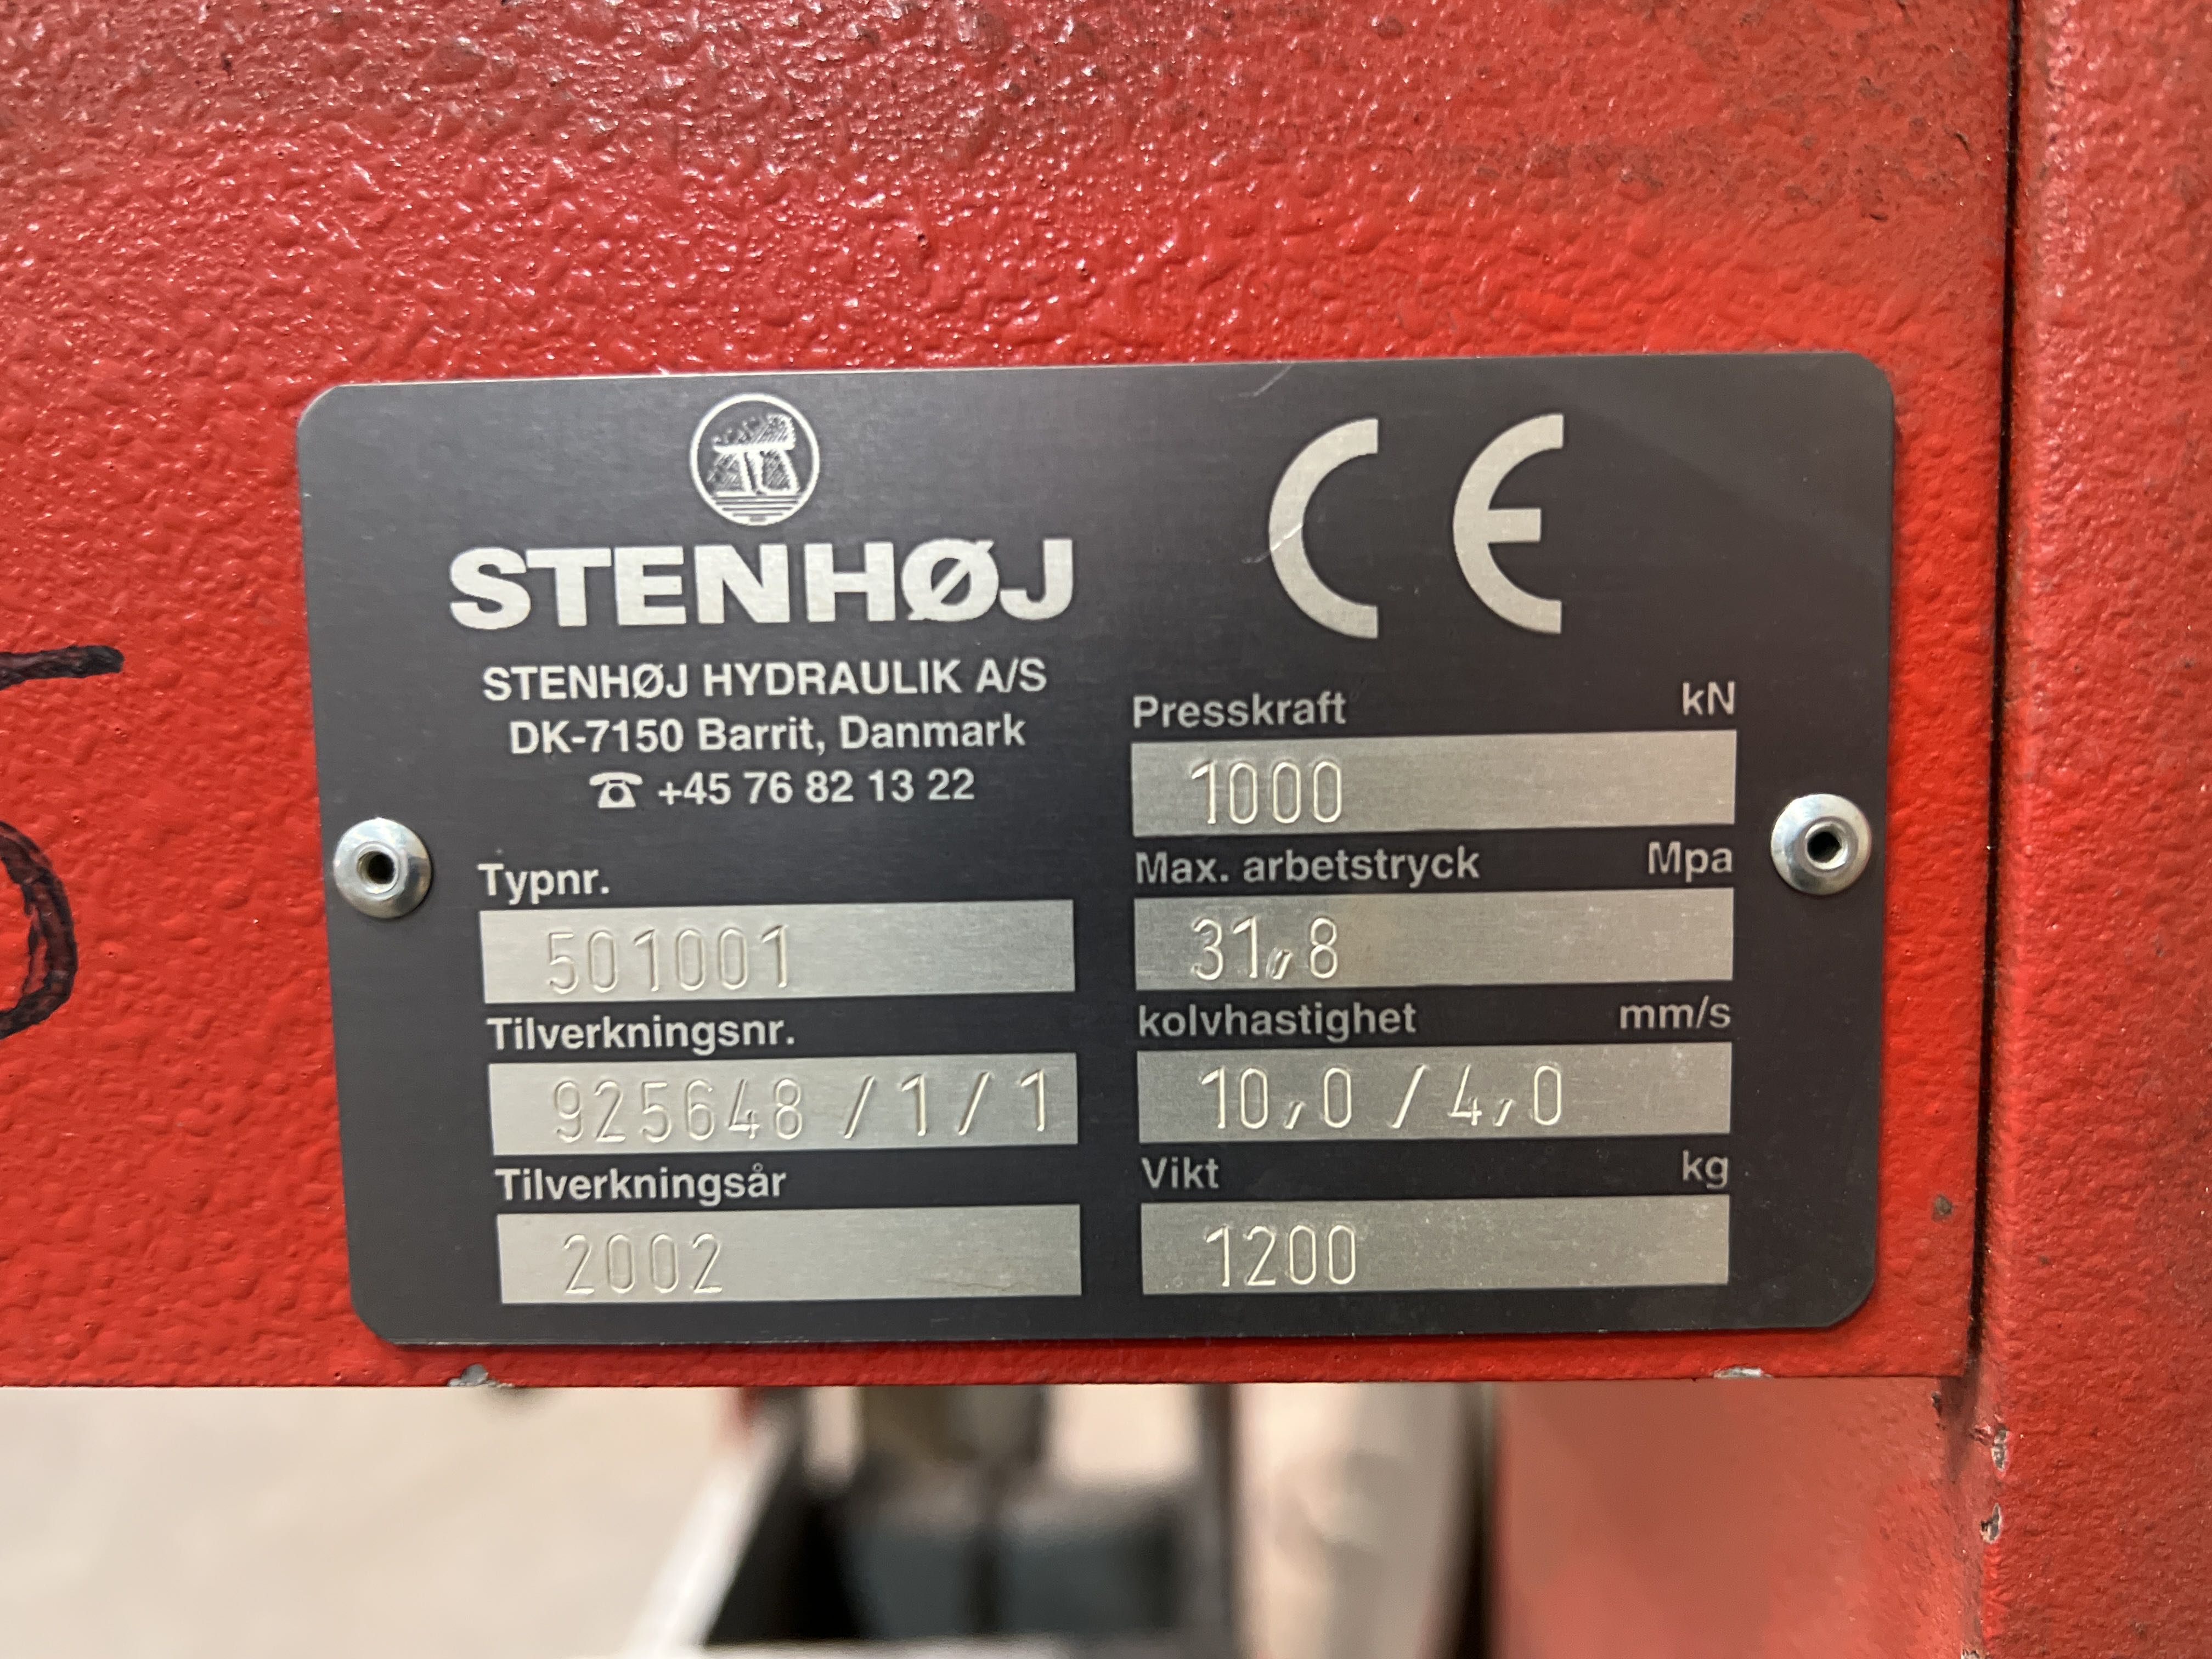 STENHØJ
CE
STENHØJ HYDRAULIK A/S
DK-7150 Barrit, Danmark
☎ +45 76 82 13 22
Typnr.
501001
Tilverkningsnr.
925648 / 1 / 1
Tilverkningsår
2002
Presskraft kN
1000
Max. arbetstryck Mpa
31,8
kolvhastighet mm/s
10,0 / 4,0
Vikt kg
1200